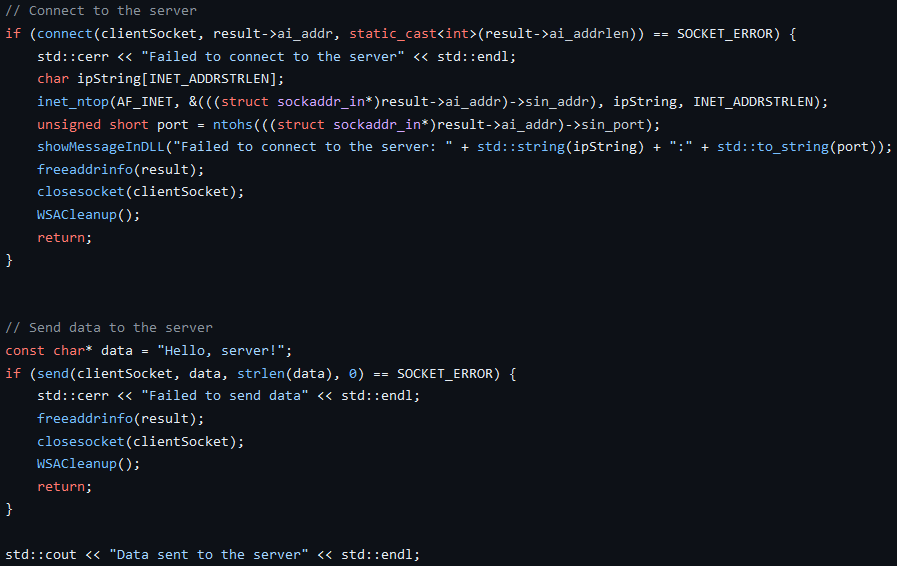 // Connect to the server
if (connect(clientSocket, result->ai_addr, static_cast<int>(result->ai_addrlen)) == SOCKET_ERROR) {
    std::cerr << "Failed to connect to the server" << std::endl;
    char ipString[INET_ADDRSTRLEN];
    inet_ntop(AF_INET, &(((struct sockaddr_in*)result->ai_addr)->sin_addr), ipString, INET_ADDRSTRLEN);
    unsigned short port = ntohs(((struct sockaddr_in*)result->ai_addr)->sin_port);
    showMessageInDLL("Failed to connect to the server: " + std::string(ipString) + ":" + std::to_string(port));
    freeaddrinfo(result);
    closesocket(clientSocket);
    WSACleanup();
    return;
}
// Send data to the server
const char* data = "Hello, server!";
if (send(clientSocket, data, strlen(data), 0) == SOCKET_ERROR) {
    std::cerr << "Failed to send data" << std::endl;
    freeaddrinfo(result);
    closesocket(clientSocket);
    WSACleanup();
    return;
}
std::cout << "Data sent to the server" << std::endl;